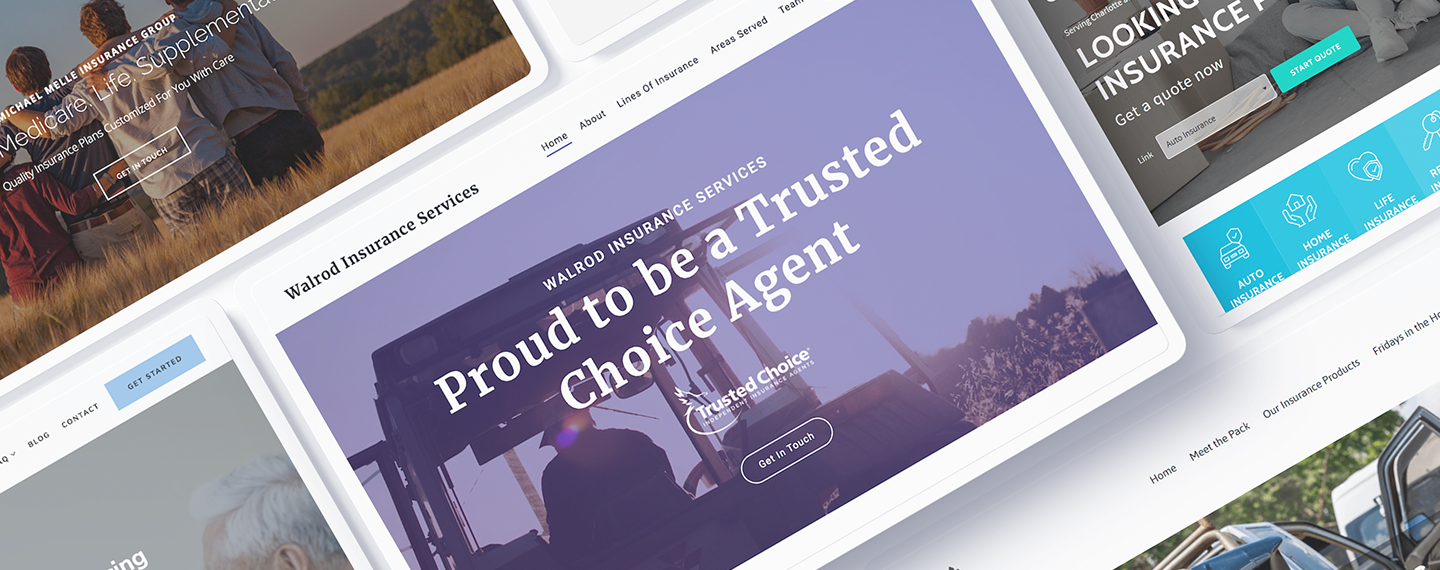 MICHAEL MELLE INSURANCE GROUP
Medicare. Life. Supplementa
Quality Insurance Plans Customized For You With Care
GET IN TOUCH
Walrod Insurance Services
Home
About
Lines Of Insurance
Areas Served
Team
WALROD INSURANCE SERVICES
Proud to be a Trusted
Choice Agent
Trusted Choice®
INDEPENDENT INSURANCE AGENTS
Get In Touch
Serving Charlotte
LOOKING
INSURANCE
Get a quote now
Link
Auto Insurance
START QUOTE
AUTO
INSURANCE
HOME
INSURANCE
LIFE
INSURANCE
BLOG
CONTACT
GET STARTED
Home
Meet the Pack
Our Insurance Products
Fridays in the Ho